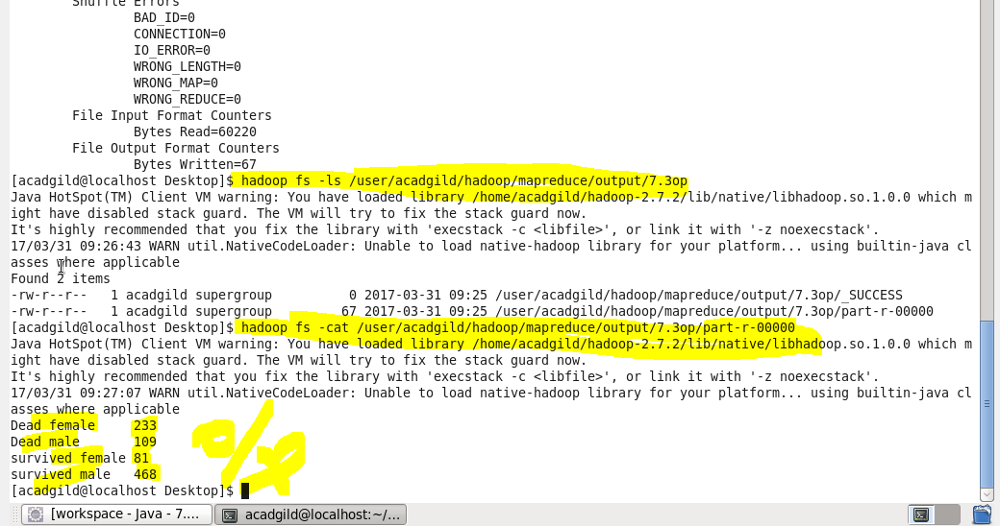 Shuffle Errors
BAD_ID=0
CONNECTION=0
IO_ERROR=0
WRONG_LENGTH=0
WRONG_MAP=0
WRONG_REDUCE=0
File Input Format Counters
Bytes Read=60220
File Output Format Counters
Bytes Written=67
[acadgild@localhost Desktop]$ hadoop fs -ls /user/acadgild/hadoop/mapreduce/output/7.3op
Java HotSpot(TM) Client VM warning: You have loaded library /home/acadgild/hadoop-2.7.2/lib/native/libhadoop.so.1.0.0 which m
ight have disabled stack guard. The VM will try to fix the stack guard now.
It's highly recommended that you fix the library with 'execstack -c <libfile>', or link it with '-z noexecstack'.
17/03/31 09:26:43 WARN util.NativeCodeLoader: Unable to load native-hadoop library for your platform... using builtin-java cl
asses where applicable
Found 2 items
-rw-r--r--   1 acadgild supergroup          0 2017-03-31 09:25 /user/acadgild/hadoop/mapreduce/output/7.3op/_SUCCESS
-rw-r--r--   1 acadgild supergroup         67 2017-03-31 09:25 /user/acadgild/hadoop/mapreduce/output/7.3op/part-r-00000
[acadgild@localhost Desktop]$ hadoop fs -cat /user/acadgild/hadoop/mapreduce/output/7.3op/part-r-00000
Java HotSpot(TM) Client VM warning: You have loaded library /home/acadgild/hadoop-2.7.2/lib/native/libhadoop.so.1.0.0 which m
ight have disabled stack guard. The VM will try to fix the stack guard now.
It's highly recommended that you fix the library with 'execstack -c <libfile>', or link it with '-z noexecstack'.
17/03/31 09:27:07 WARN util.NativeCodeLoader: Unable to load native-hadoop library for your platform... using builtin-java cl
asses where applicable
Dead female     233
Dead male       109
survived female 81
survived male   468
[acadgild@localhost Desktop]$
[workspace - Java - 7.... acadgild@localhost:~/...